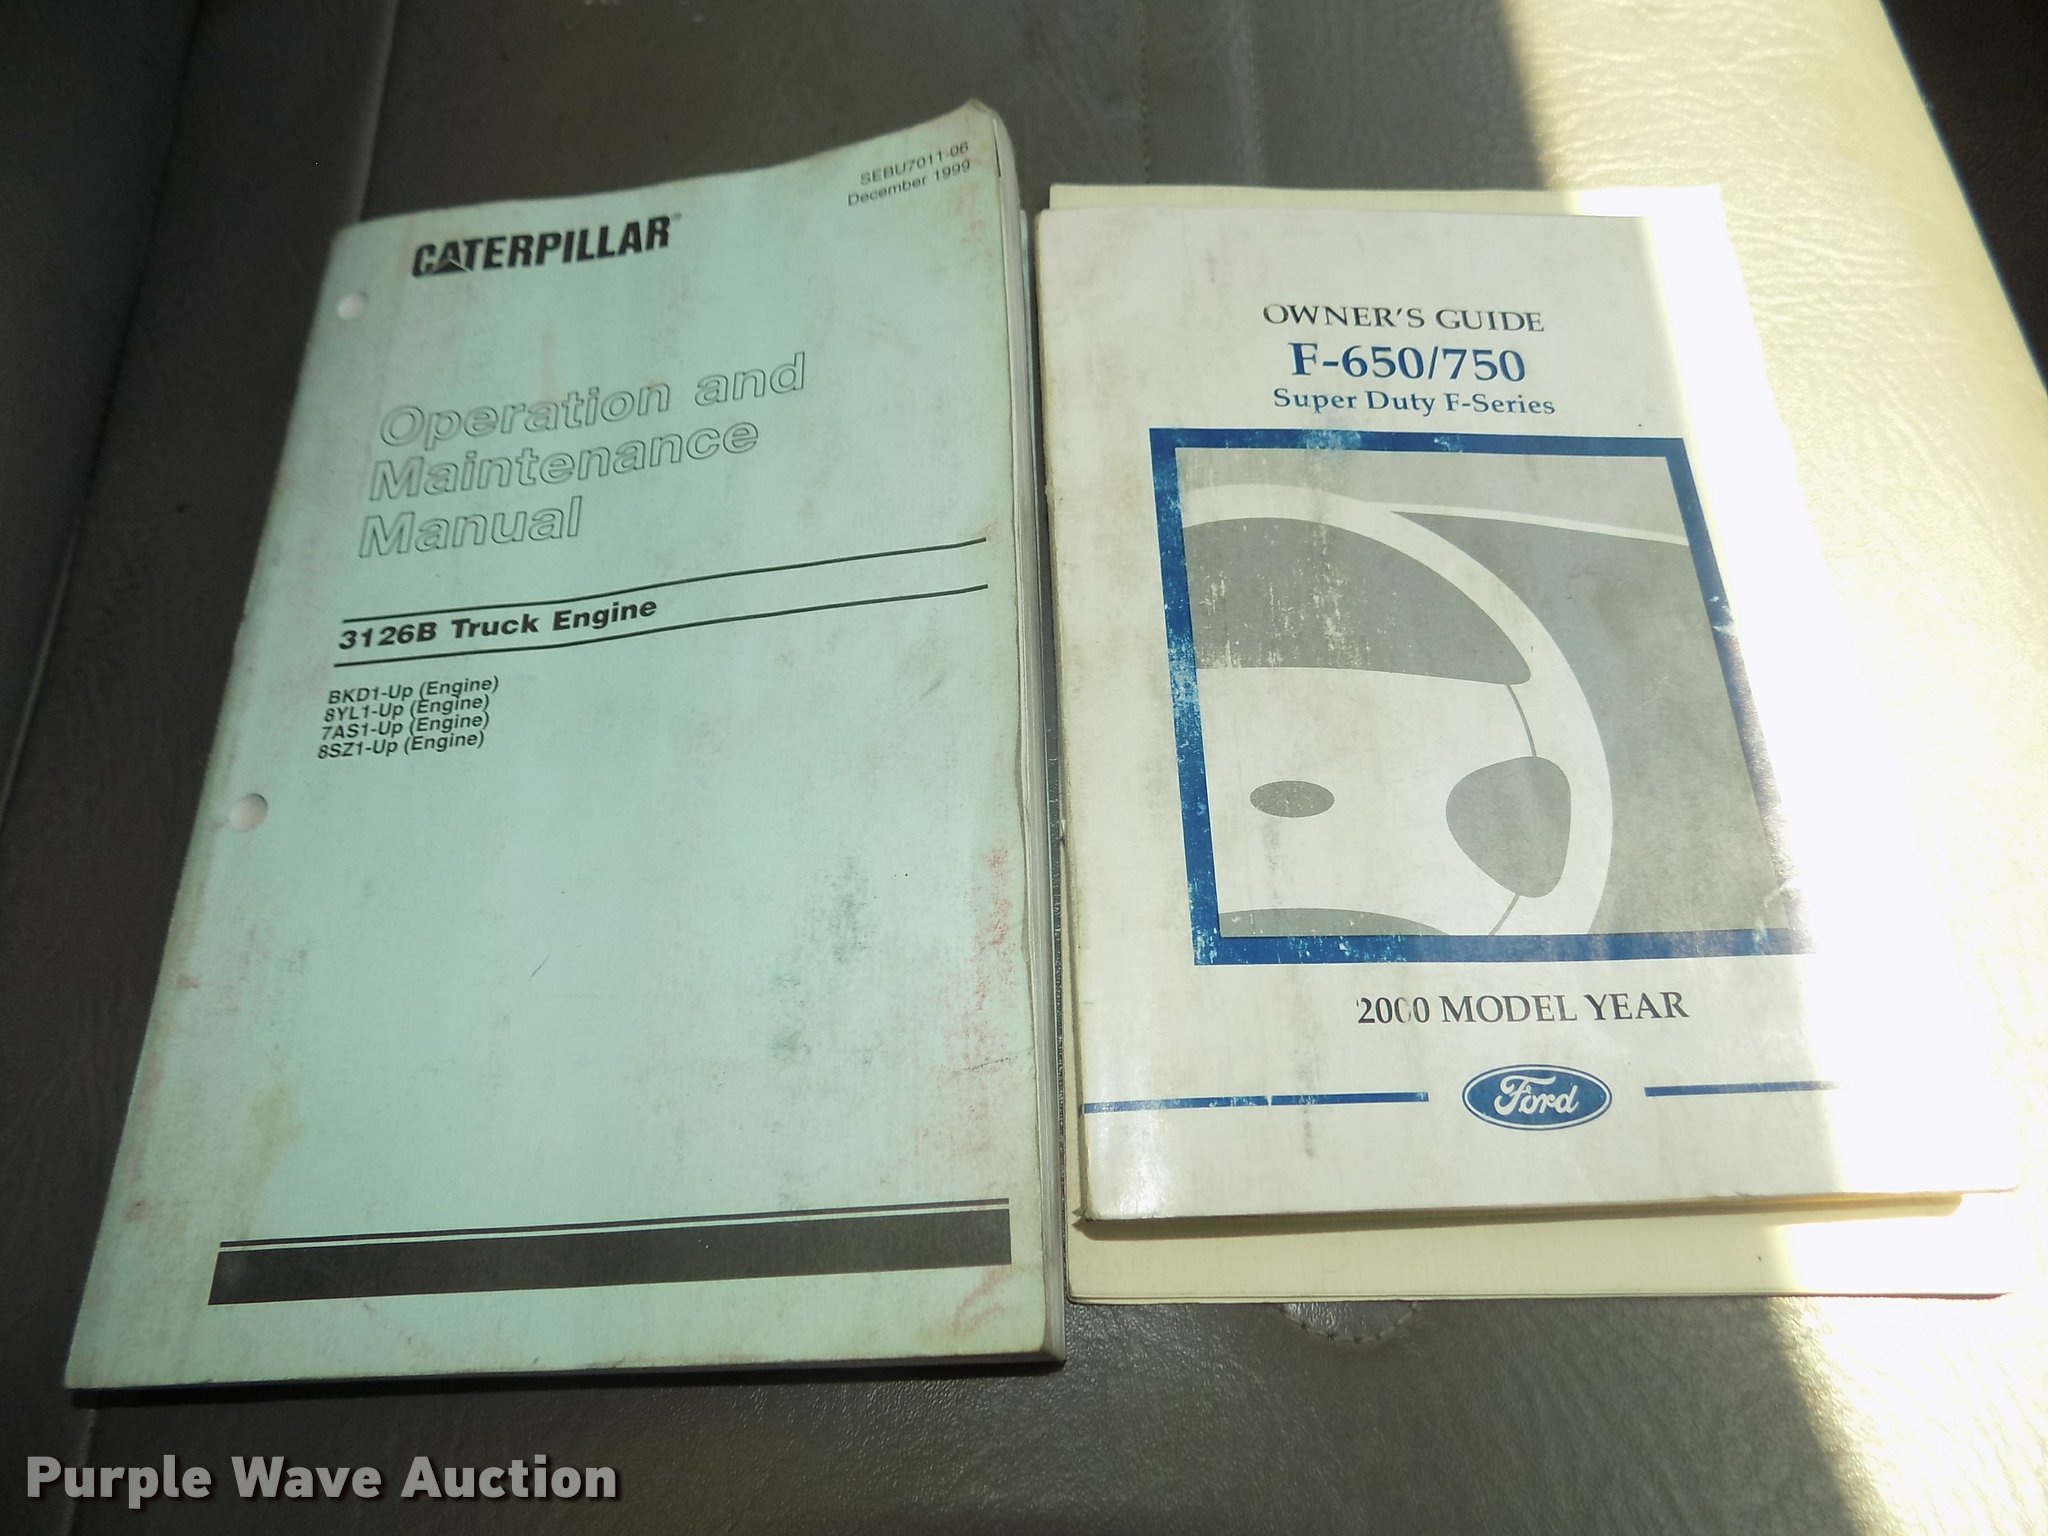 SEBU7011-06
December 1999
CATERPILLAR®
Operation and
Maintenance
Manual
3126B Truck Engine
BKD1-Up (Engine)
8YL1-Up (Engine)
7AS1-Up (Engine)
8SZ1-Up (Engine)
OWNER'S GUIDE
F-650/750
Super Duty F-Series
2000 MODEL YEAR
Ford
Purple Wave Auction